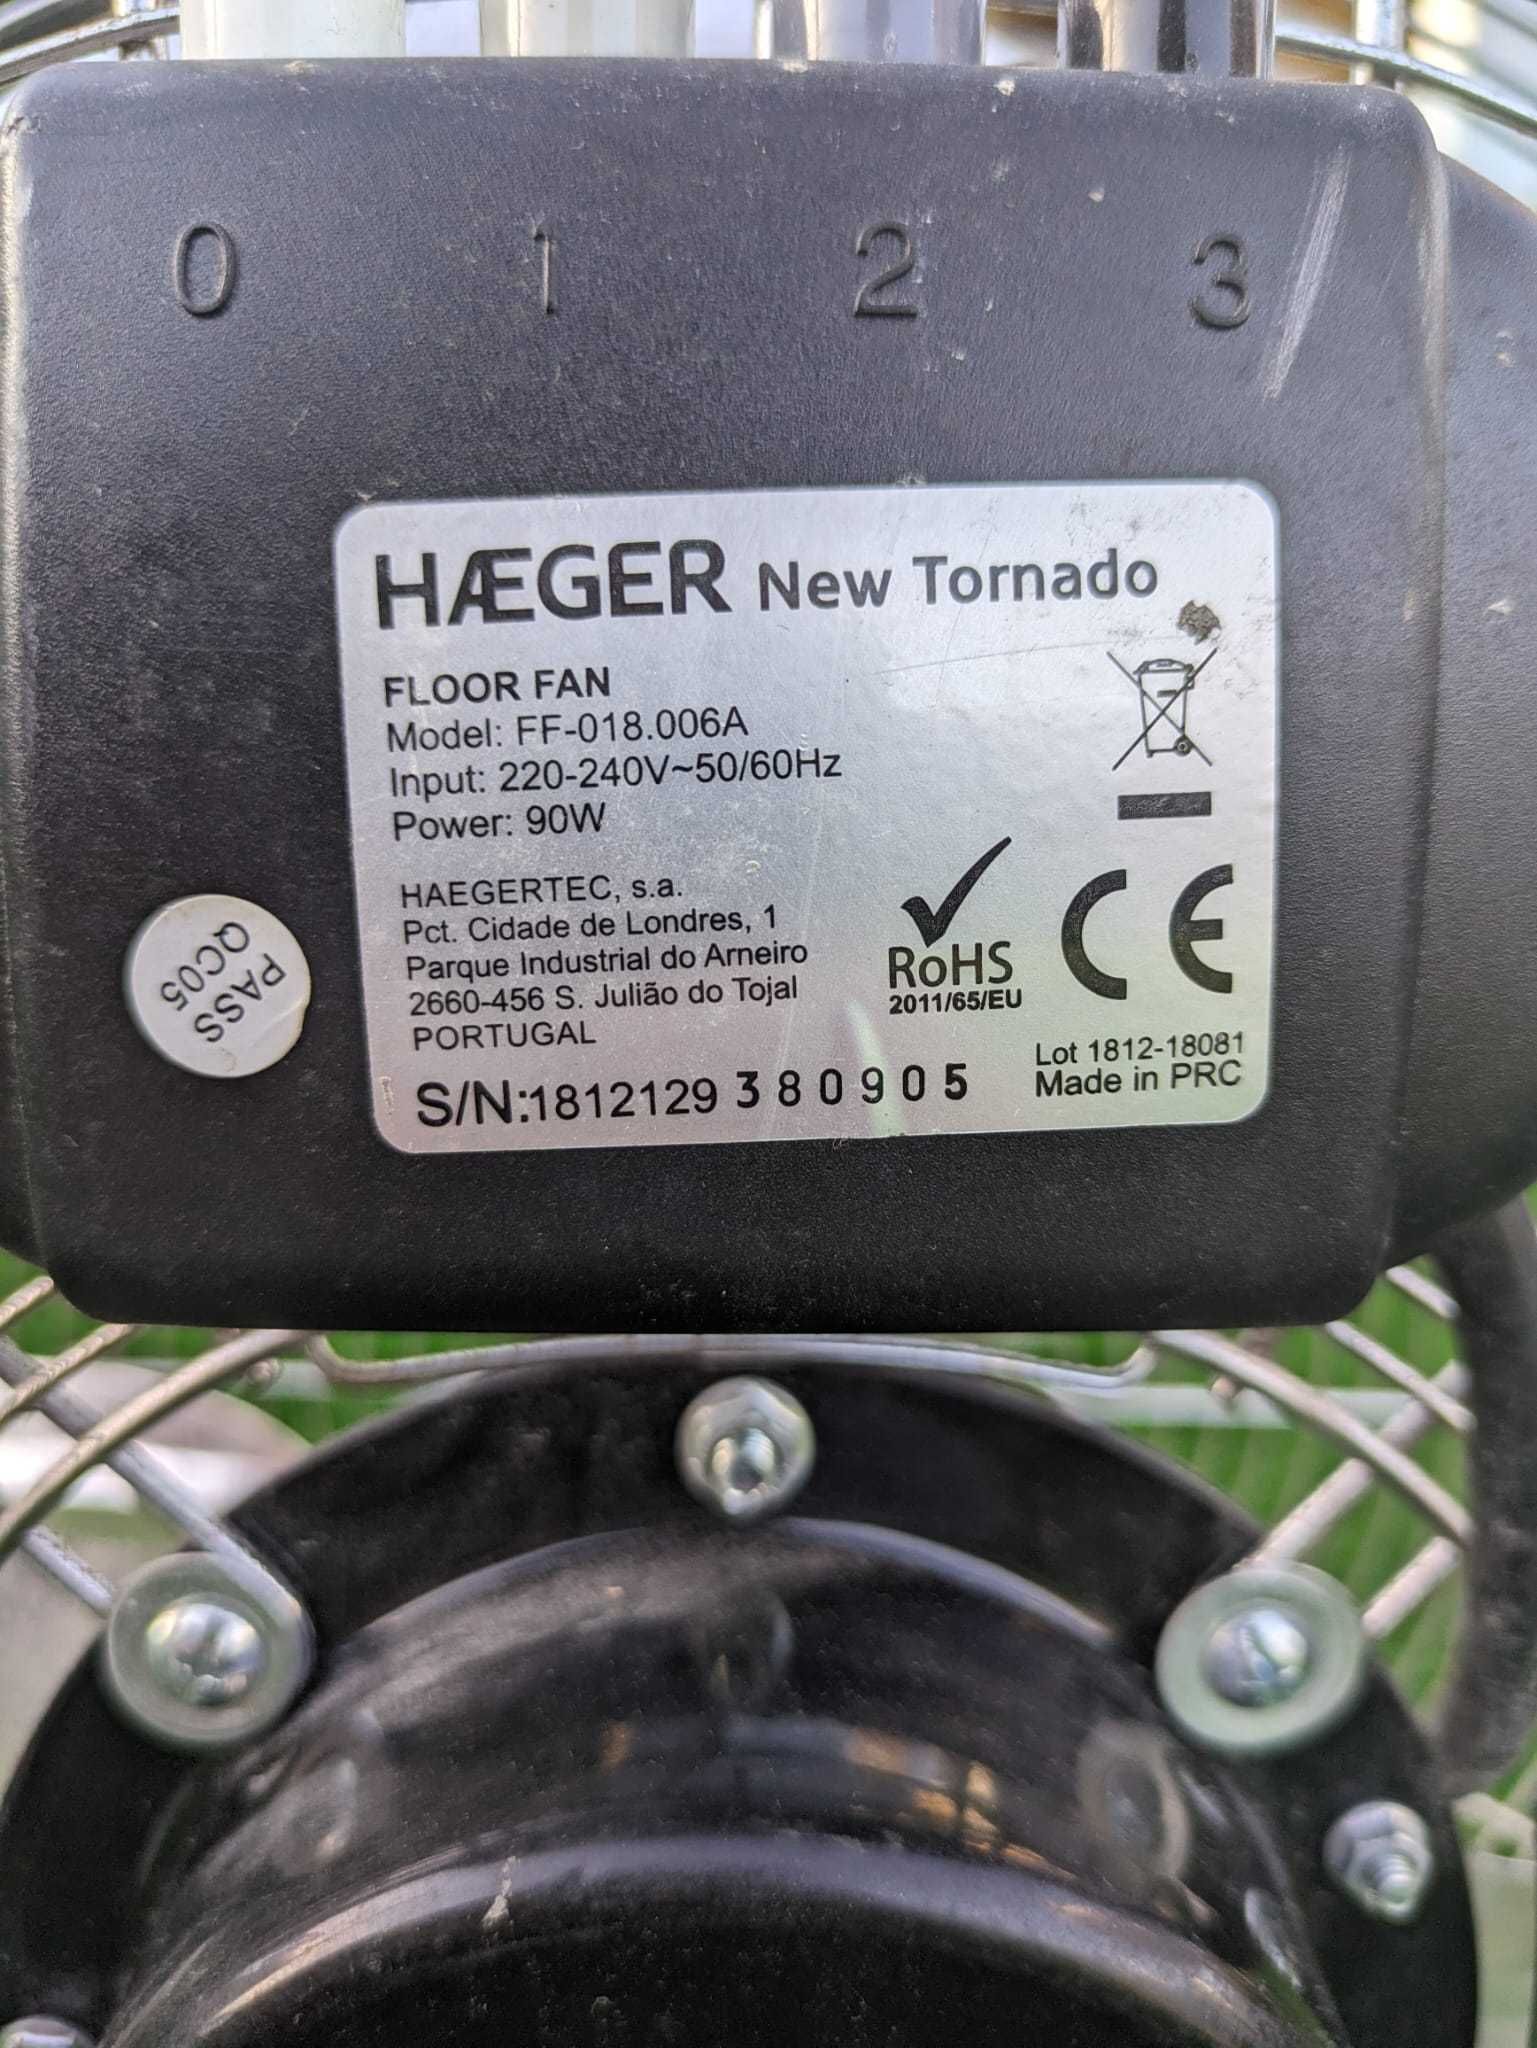 0 1 2 3
HÆGER New Tornado
FLOOR FAN
Model: FF-018.006A
Input: 220-240V~50/60Hz
Power: 90W
HAEGERTEC, s.a.
Pct. Cidade de Londres, 1
Parque Industrial do Arneiro
2660-456 S. Julião do Tojal
PORTUGAL
S/N:1812129 380905
RoHS
2011/65/EU
CE
Lot 1812-18081
Made in PRC
PASS
QC05